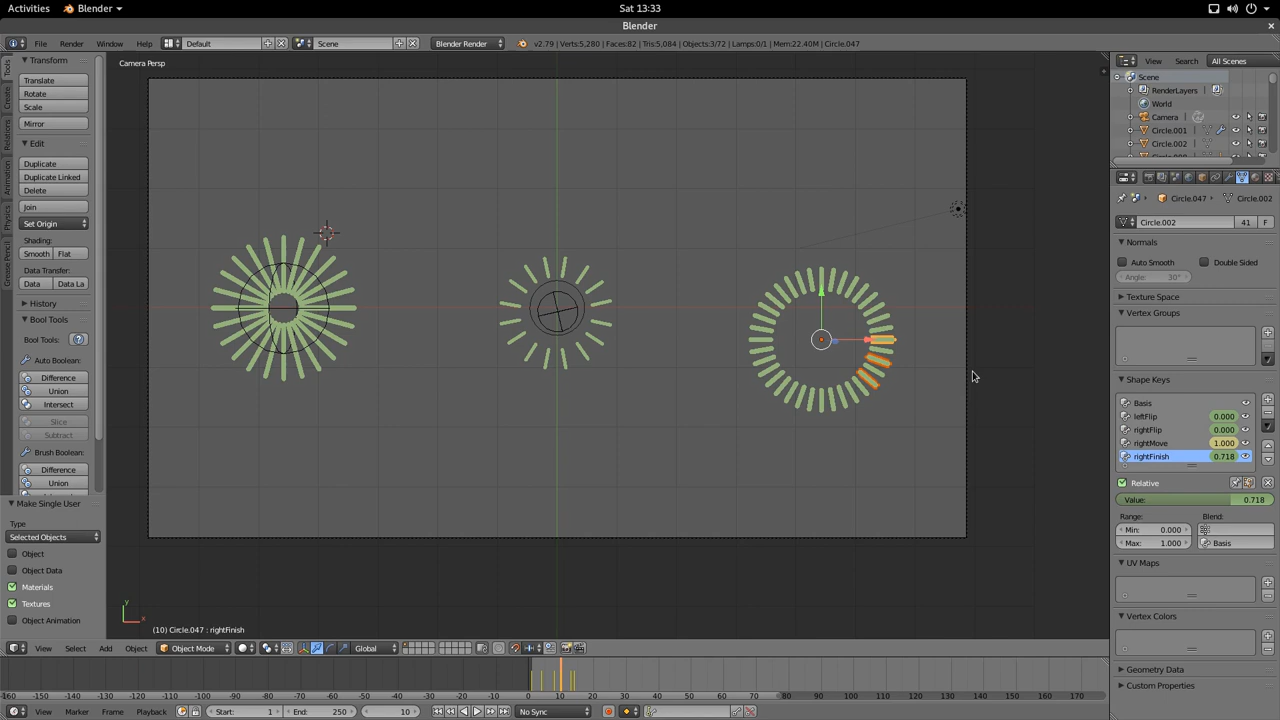 Activities Blender Sat 13:33
Blender
File Render Window Help Default Scene Blender Render v2.79 | Verts:5,280 | Faces:82 | Tris:5,084 | Objects:3/72 | Lamps:0/1 | Mem:22.40M | Circle.047
Tools
Create
Relations
Animation
Physics
Grease Pencil
Transform
Translate
Rotate
Scale
Mirror
Edit
Duplicate
Duplicate Linked
Delete
Join
Set Origin
Shading:
Smooth Flat
Data Transfer:
Data Data La
History
Bool Tools
Bool Tools:
Auto Boolean:
Difference
Union
Intersect
Slice
Subtract
Brush Boolean:
Difference
Union
Make Single User
Type
Selected Objects
Object
Object Data
Materials
Textures
Object Animation
Camera Persp
y
x
(10) Circle.047 : rightFinish
View Select Add Object Object Mode Global
-160 -150 -140 -130 -120 -110 -100 -90 -80 -70 -60 -50 -40 -30 -20 -10 0 10 20 30 40 50 60 70 80 90 100 110 120 130 140 150 160 170
View Marker Frame Playback Start: 1 End: 250 10 No Sync
View Search All Scenes
Scene
RenderLayers
World
Camera
Circle.001
Circle.002
Circle.047 Circle.002
Circle.002 41 F
Normals
Auto Smooth Double Sided
Angle: 30°
Texture Space
Vertex Groups
Shape Keys
Basis
leftFlip 0.000
rightFlip 0.000
rightMove 1.000
rightFinish 0.718
Relative
Value: 0.718
Range: Blend:
Min: 0.000
Max: 1.000 Basis
UV Maps
Vertex Colors
Geometry Data
Custom Properties